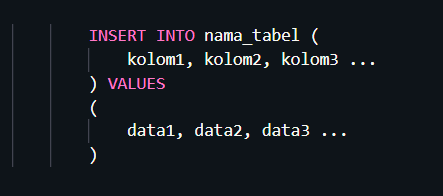 INSERT INTO nama_tabel (
kolom1, kolom2, kolom3 ...
) VALUES
(
data1, data2, data3 ...
)